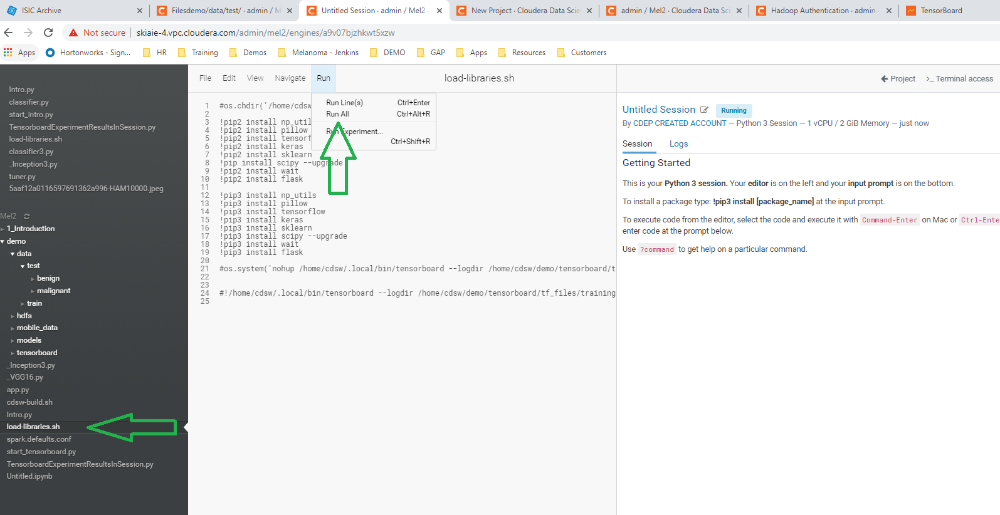 ISIC Archive
Filesdemo/data/test/ · admin / M
Untitled Session · admin / Mel2 ·
New Project · Cloudera Data Scie
admin / Mel2 · Cloudera Data Sci
Hadoop Authentication · admin ·
TensorBoard
Not secure | skiaie-4.vpc.cloudera.com/admin/mel2/engines/a9v07bjzhkwt5xzw
Apps Hortonworks - Sign... HR Training Demos Melanoma - Jenkins DEMO GAP Apps Resources Customers
Intro.py
classifier.py
start_intro.py
TensorboardExperimentResultsInSession.py
load-libraries.sh
classifier3.py
_Inception3.py
tuner.py
5aaf12a0116597691362a996-HAM10000.jpeg
Mel2
1_Introduction
demo
data
test
benign
malignant
train
hdfs
mobile_data
models
tensorboard
_Inception3.py
_VGG16.py
app.py
cdsw-build.sh
Intro.py
load-libraries.sh
spark.defaults.conf
start_tensorboard.py
TensorboardExperimentResultsInSession.py
Untitled.ipynb
File Edit View Navigate Run load-libraries.sh
Run Line(s) Ctrl+Enter
Run All Ctrl+Alt+R
Run Experiment...
Ctrl+Shift+R
1 #os.chdir('/home/cdsw
2
3 !pip2 install np_util
4 !pip2 install pillow
5 !pip2 install tensorf
6 !pip2 install keras
7 !pip2 install sklearn
8 !pip install scipy --upgrade
9 !pip2 install wait
10 !pip2 install flask
11
12 !pip3 install np_utils
13 !pip3 install pillow
14 !pip3 install tensorflow
15 !pip3 install keras
16 !pip3 install sklearn
17 !pip3 install scipy --upgrade
18 !pip3 install wait
19 !pip3 install flask
20
21 #os.system('nohup /home/cdsw/.local/bin/tensorboard --logdir /home/cdsw/demo/tensorboard/t
22
23
24 #!/home/cdsw/.local/bin/tensorboard --logdir /home/cdsw/demo/tensorboard/tf_files/training
25
Project >_ Terminal access
Untitled Session Running
By CDEP CREATED ACCOUNT — Python 3 Session — 1 vCPU / 2 GiB Memory — just now
Session Logs
Getting Started
This is your Python 3 session. Your editor is on the left and your input prompt is on the bottom.
To install a package type: !pip3 install [package_name] at the input prompt.
To execute code from the editor, select the code and execute it with Command-Enter on Mac or Ctrl-Ente
enter code at the prompt below.
Use ?command to get help on a particular command.